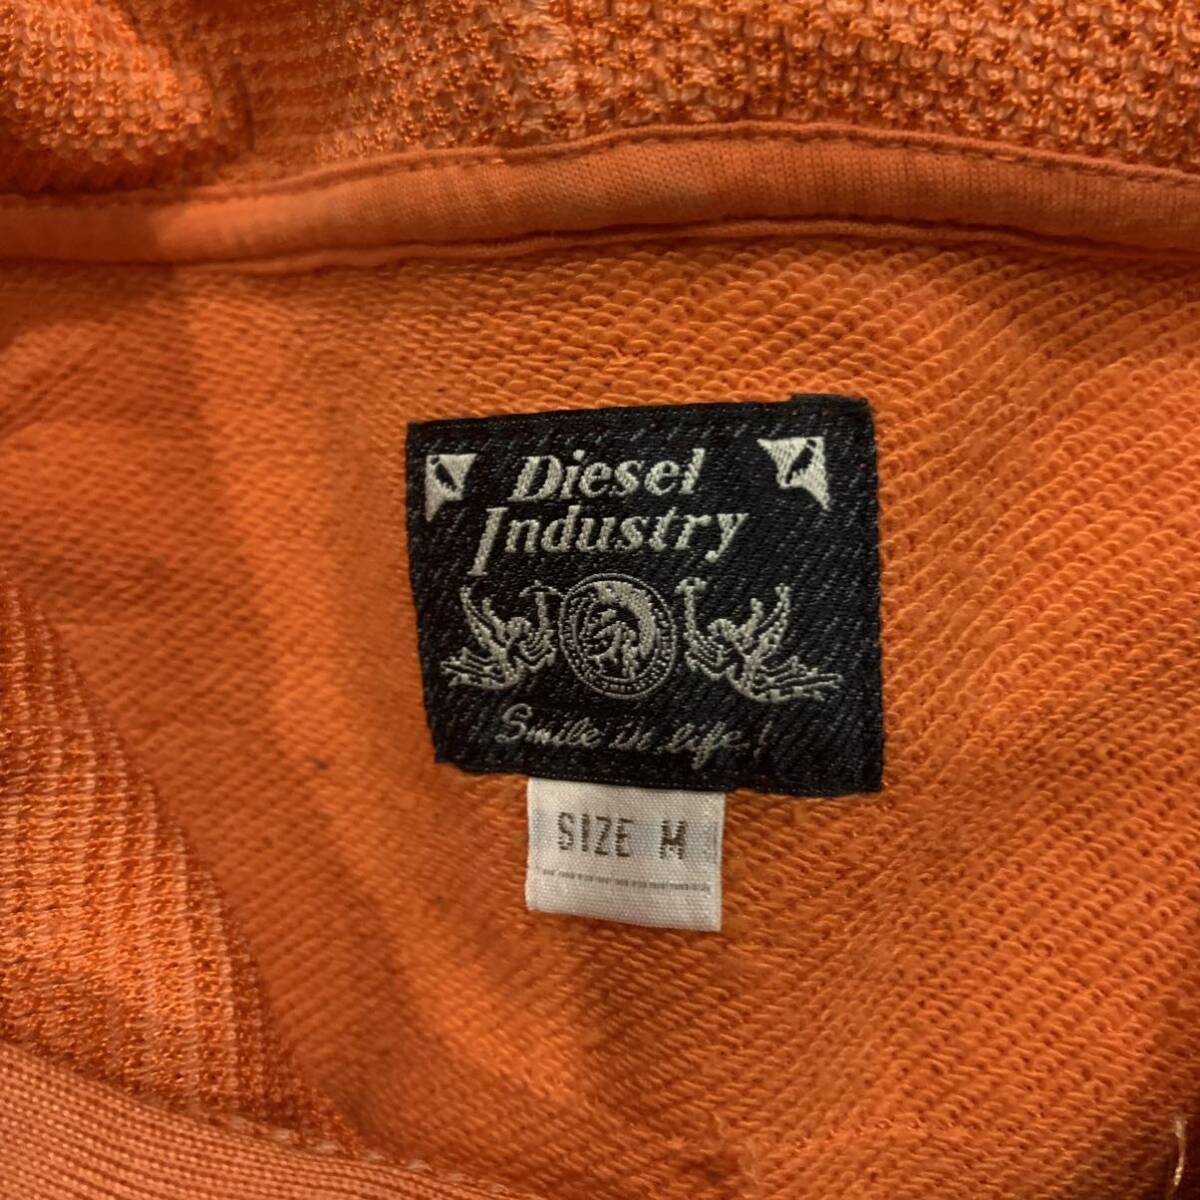 Diesel
Industry
Smile in life!
SIZE M